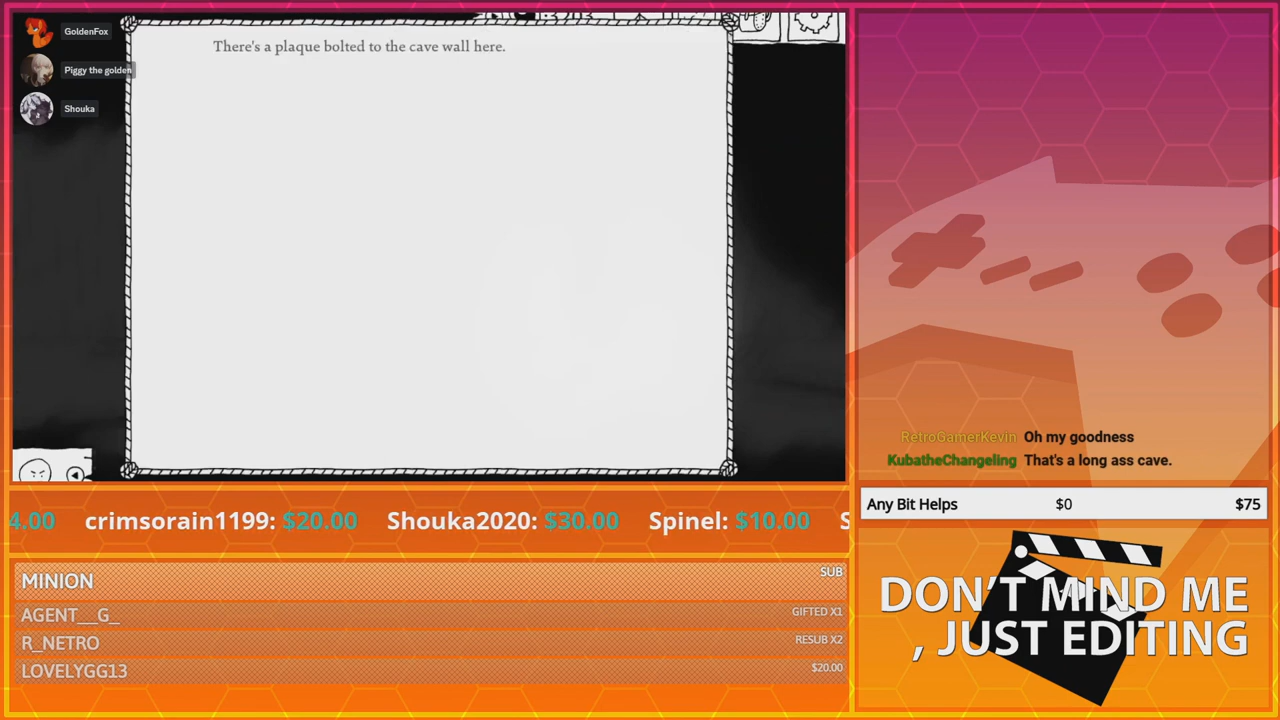 GoldenFox
Piggy the golden
Shouka
There's a plaque bolted to the cave wall here.
RetroGamerKevin Oh my goodness
KubatheChangeling That's a long ass cave.
Any Bit Helps $0 $75
4.00 crimsorain1199: $20.00 Shouka2020: $30.00 Spinel: $10.00 S
MINION SUB
AGENT__G_ GIFTED X1
R_NETRO RESUB X2
LOVELYGG13 $20.00
DON'T MIND ME
, JUST EDITING